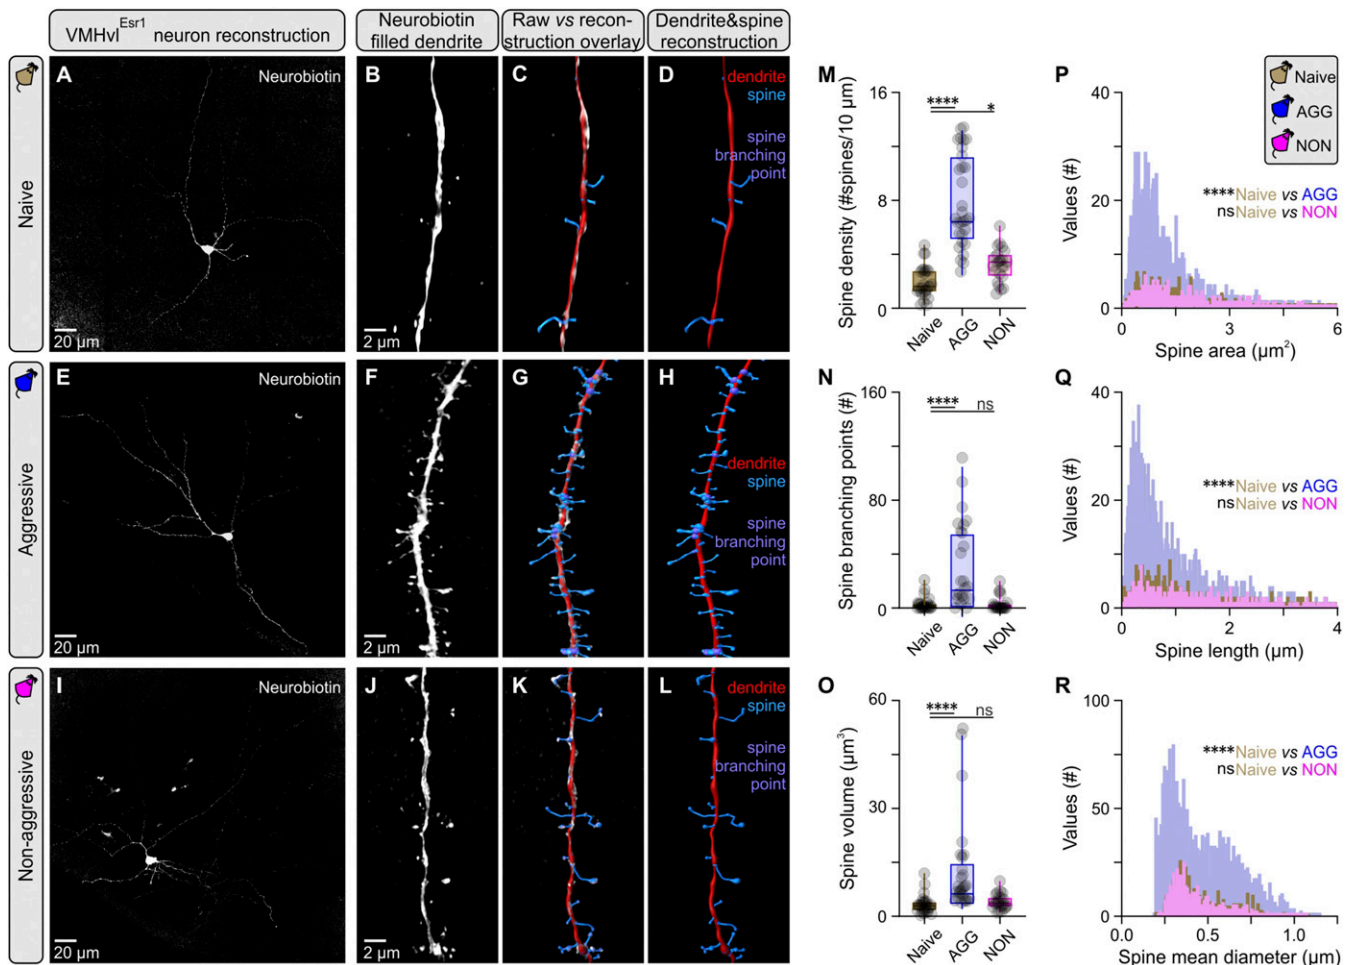 VMHvl^Esr1 neuron reconstruction
Neurobiotin
filled dendrite
Raw vs recon-
struction overlay
Dendrite&spine
reconstruction
Naive
A
Neurobiotin
20 µm
B
2 µm
C
D
dendrite
spine
spine
branching
point
Aggressive
E
Neurobiotin
20 µm
F
2 µm
G
H
dendrite
spine
spine
branching
point
Non-aggressive
I
Neurobiotin
20 µm
J
2 µm
K
L
dendrite
spine
spine
branching
point
M
Spine density (#spines/10 µm)
16
8
0
**** *
Naive AGG NON
N
Spine branching points (#)
160
80
0
**** ns
Naive AGG NON
O
Spine volume (µm³)
60
30
0
**** ns
Naive AGG NON
P
Naive
AGG
NON
Values (#)
40
20
0
****Naive vs AGG
nsNaive vs NON
0 3 6
Spine area (µm²)
Q
Values (#)
40
20
0
****Naive vs AGG
nsNaive vs NON
0 2 4
Spine length (µm)
R
Values (#)
100
50
0
****Naive vs AGG
nsNaive vs NON
0.0 0.5 1.0
Spine mean diameter (µm)